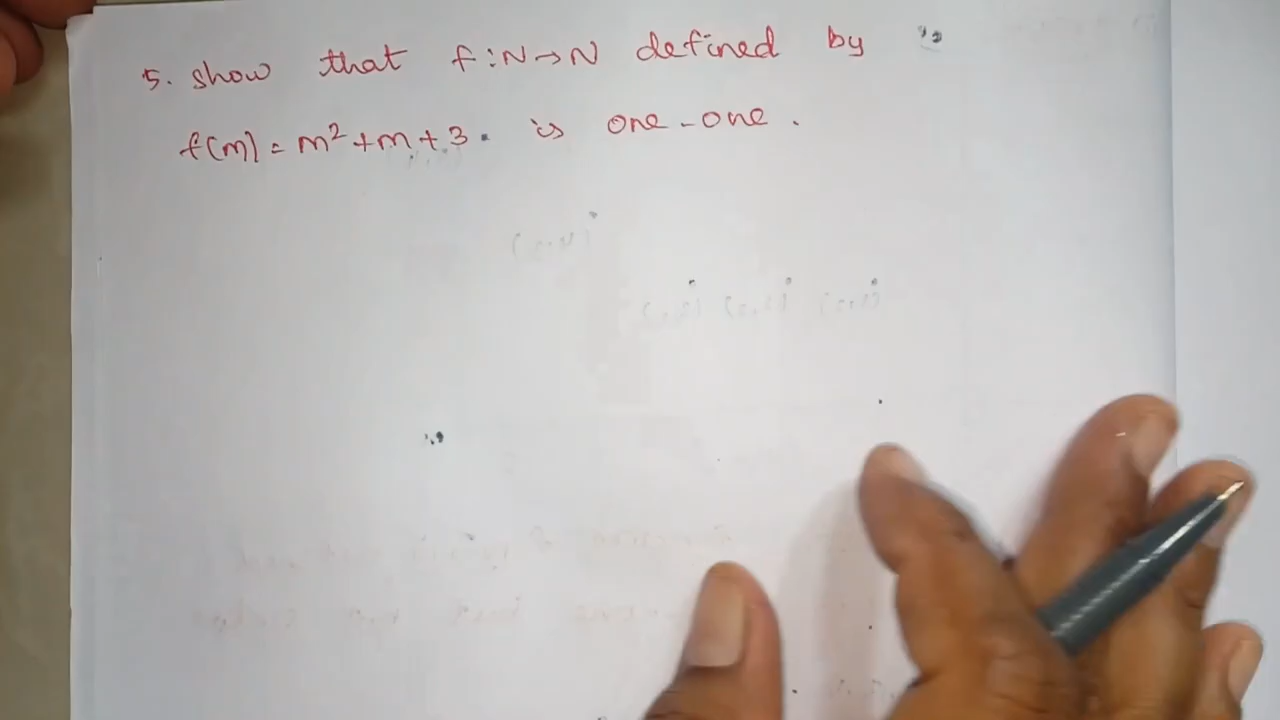 5. show that f:N→N defined by
f(m) = m²+m+3. is one-one.